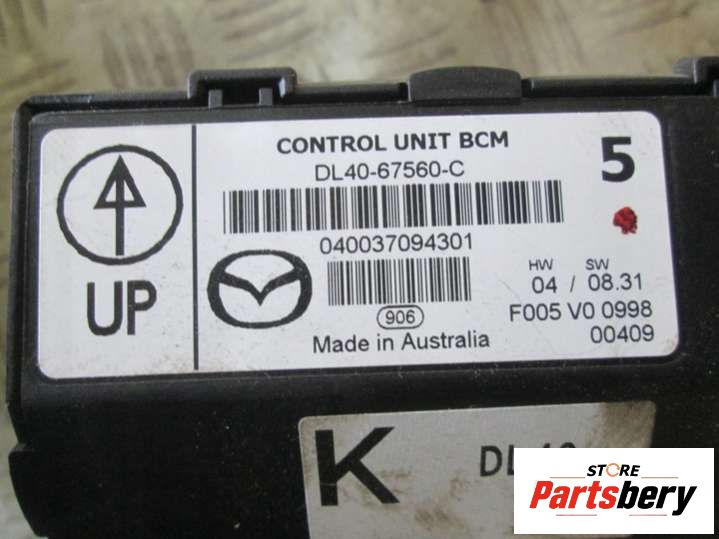 CONTROL UNIT BCM
DL40-67560-C
5
040037094301
HW SW
04 / 08.31
F005 V0 0998
00409
906
Made in Australia
UP
K
STORE
Partsbery